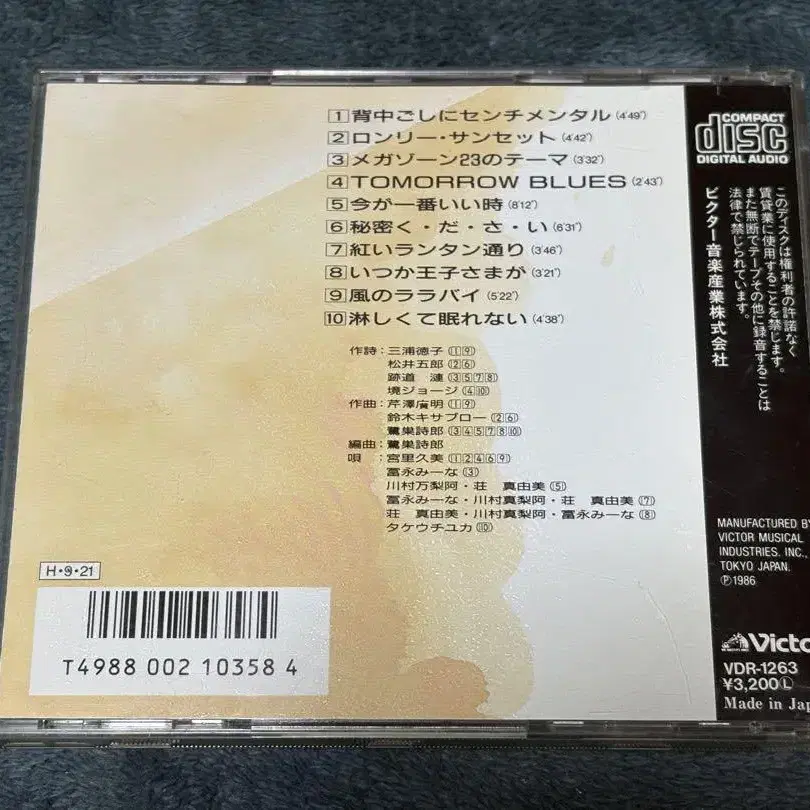 1 背中ごしにセンチメンタル (4'49")
2 ロンリー・サンセット (4'42")
3 メガゾーン23のテーマ (3'32")
4 TOMORROW BLUES (2'43")
5 今が一番いい時 (8'12")
6 秘密く・だ・さ・い (6'31")
7 紅いランタン通り (3'46")
8 いつか王子さまが (3'21")
9 風のララバイ (5'22")
10 淋しくて眠れない (4'38")
作詩:三浦徳子 (1 9)
松井五郎 (2 6)
跡道 漣 (3 5 7 8)
境ジョージ (4 10)
作曲:芹澤廣明 (1 9)
鈴木キサブロー (2 6)
鷺巣詩郎 (3 4 5 7 8 10)
編曲:鷺巣詩郎
唄:宮里久美 (1 2 4 6 9)
冨永みーな (3)
川村万梨阿・荘 真由美 (5)
冨永みーな・川村真梨阿・荘 真由美 (7)
荘 真由美・川村真梨阿・冨永みーな (8)
タケウチユカ (10)
H・9・21
T4988 002 10358 4
COMPACT
disc
DIGITAL AUDIO
このディスクは権利者の許諾なく
賃貸業に使用することを禁じます。
また無断でテープその他に録音することは
法律で禁じられています。
ビクター音楽産業株式会社
MANUFACTURED BY
VICTOR MUSICAL
INDUSTRIES. INC.,
TOKYO JAPAN.
℗1986
Victo
VDR-1263
¥3,200Ⓛ
Made in Jap